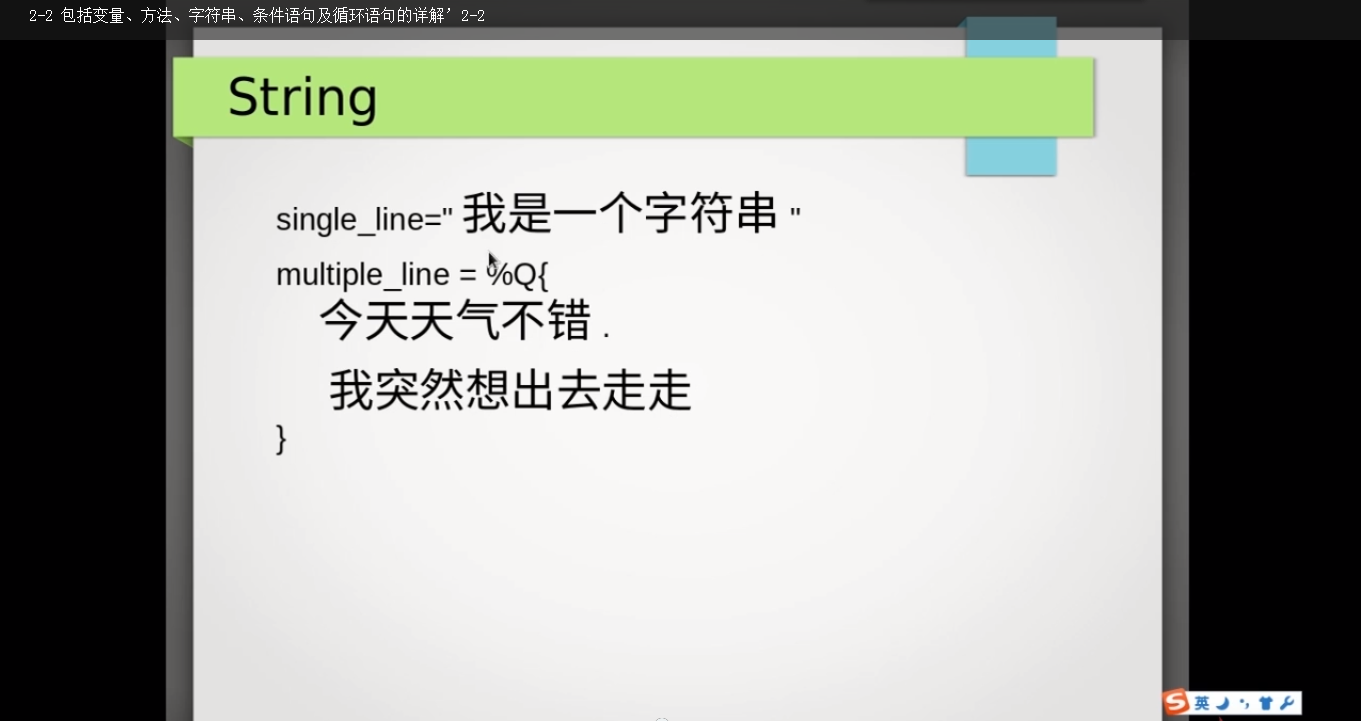 2-2 包括变量、方法、字符串、条件语句及循环语句的详解’2-2
String
single_line=" 我是一个字符串 "
multiple_line = %Q{
今天天气不错 .
我突然想出去走走
}
英